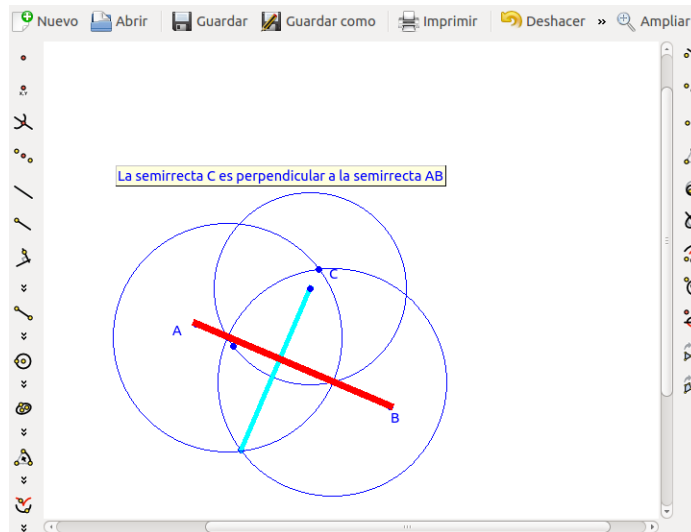 Nuevo Abrir Guardar Guardar como Imprimir Deshacer » Ampliar
X,Y
La semirrecta C es perpendicular a la semirrecta AB
C
A
B